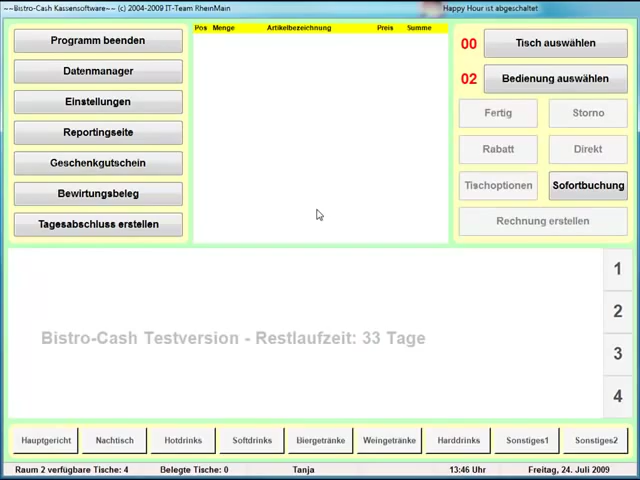 ~~Bistro-Cash Kassensoftware~~ (c) 2004-2009 IT-Team RheinMain
Happy Hour ist abgeschaltet
Programm beenden
Datenmanager
Einstellungen
Reportingseite
Geschenkgutschein
Bewirtungsbeleg
Tagesabschluss erstellen
Pos Menge Artikelbezeichnung Preis Summe
00 Tisch auswählen
02 Bedienung auswählen
Fertig Storno
Rabatt Direkt
Tischoptionen Sofortbuchung
Rechnung erstellen
Bistro-Cash Testversion - Restlaufzeit: 33 Tage
1
2
3
4
Hauptgericht Nachtisch Hotdrinks Softdrinks Biergetränke Weingetränke Harddrinks Sonstiges1 Sonstiges2
Raum 2 verfügbare Tische: 4 Belegte Tische: 0 Tanja 13:46 Uhr Freitag, 24. Juli 2009